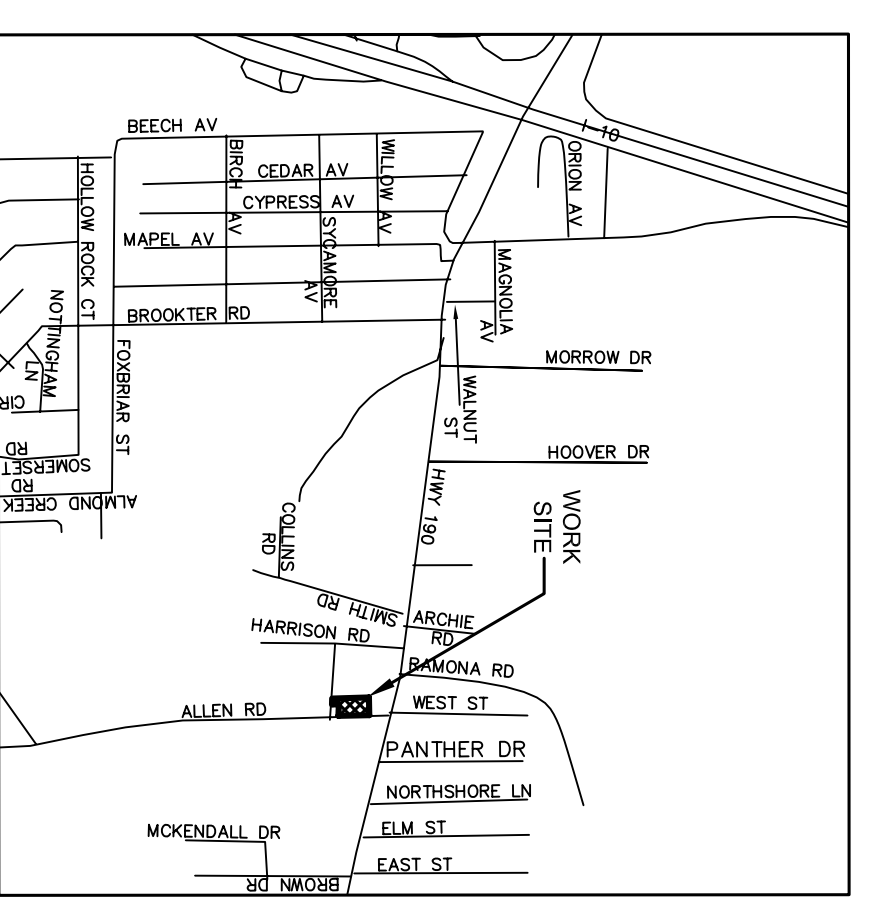 I-10
BEECH AV
BIRCH AV
CEDAR AV
WILLOW AV
ORION AV
HOLLOW ROCK CT
CYPRESS AV
SYCAMORE
AV
MAPEL AV
MAGNOLIA
AV
NOTTINGHAM
LN
BROOKTER RD
FOXBRIAR ST
MORROW DR
WALNUT
ST
CIR
SOMERSET
RD
HOOVER DR
ALMOND CREEK
RD
HWY 190
WORK
SITE
COLLINS
RD
SMITH RD
ARCHIE
RD
HARRISON RD
RAMONA RD
ALLEN RD
WEST ST
PANTHER DR
NORTHSHORE LN
MCKENDALL DR
ELM ST
EAST ST
BROWN DR